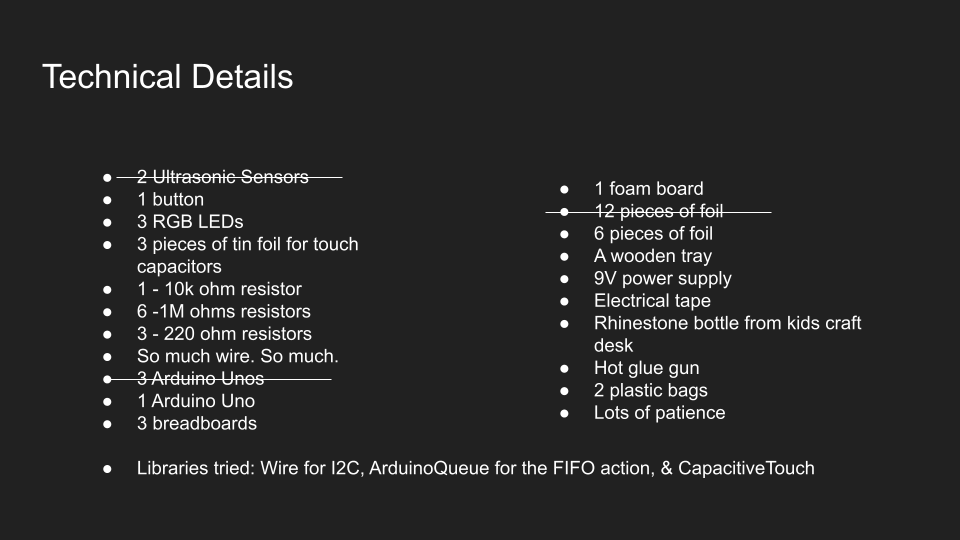 Technical Details
● 2 Ultrasonic Sensors
● 1 button
● 3 RGB LEDs
● 3 pieces of tin foil for touch
capacitors
● 1 - 10k ohm resistor
● 6 -1M ohms resistors
● 3 - 220 ohm resistors
● So much wire. So much.
● 3 Arduino Unos
● 1 Arduino Uno
● 3 breadboards
● 1 foam board
● 12 pieces of foil
● 6 pieces of foil
● A wooden tray
● 9V power supply
● Electrical tape
● Rhinestone bottle from kids craft
desk
● Hot glue gun
● 2 plastic bags
● Lots of patience
● Libraries tried: Wire for I2C, ArduinoQueue for the FIFO action, & CapacitiveTouch